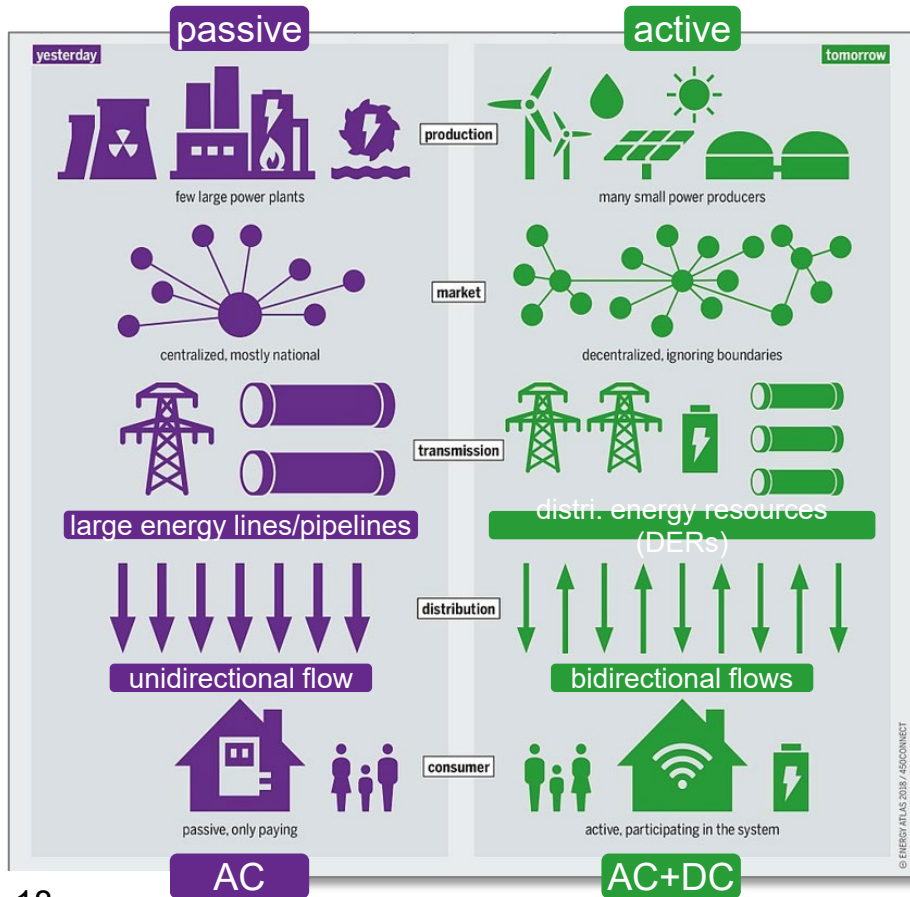 passive
active
yesterday
tomorrow
production
few large power plants
many small power producers
market
centralized, mostly national
decentralized, ignoring boundaries
transmission
large energy lines/pipelines
distri. energy resources
(DERs)
distribution
unidirectional flow
bidirectional flows
consumer
passive, only paying
active, participating in the system
© ENERGY ATLAS 2018 / 450CONNECT
AC
AC+DC